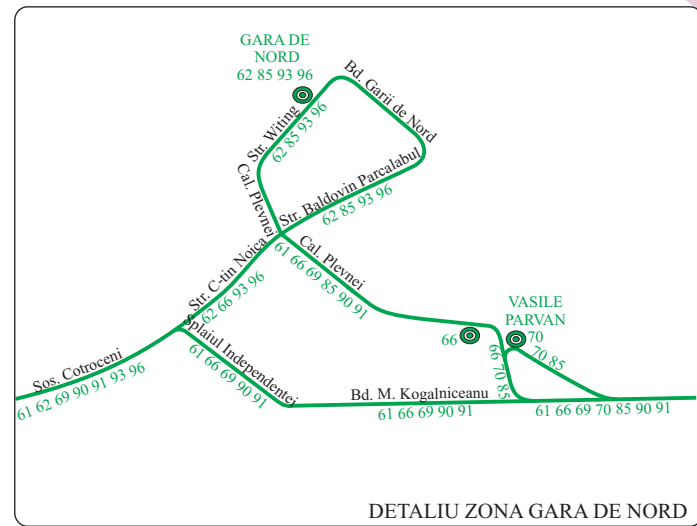 GARA DE
NORD
62 85 93 96
Bd. Garii de Nord
Str. Witing
62 85 93 96
Cal. Plevnei
Str. Baldovin Parcalabul
62 85 93 96
Cal. Plevnei
61 66 69 85 90 91
Str. C-tin Noica
62 66 93 96
VASILE
PARVAN
70
66
70 85
66 70 85
Splaiul Independentei
61 66 69 90 91
Sos. Cotroceni
61 62 69 90 91 93 96
Bd. M. Kogalniceanu
61 66 69 90 91
61 66 69 70 85 90 91
DETALIU ZONA GARA DE NORD